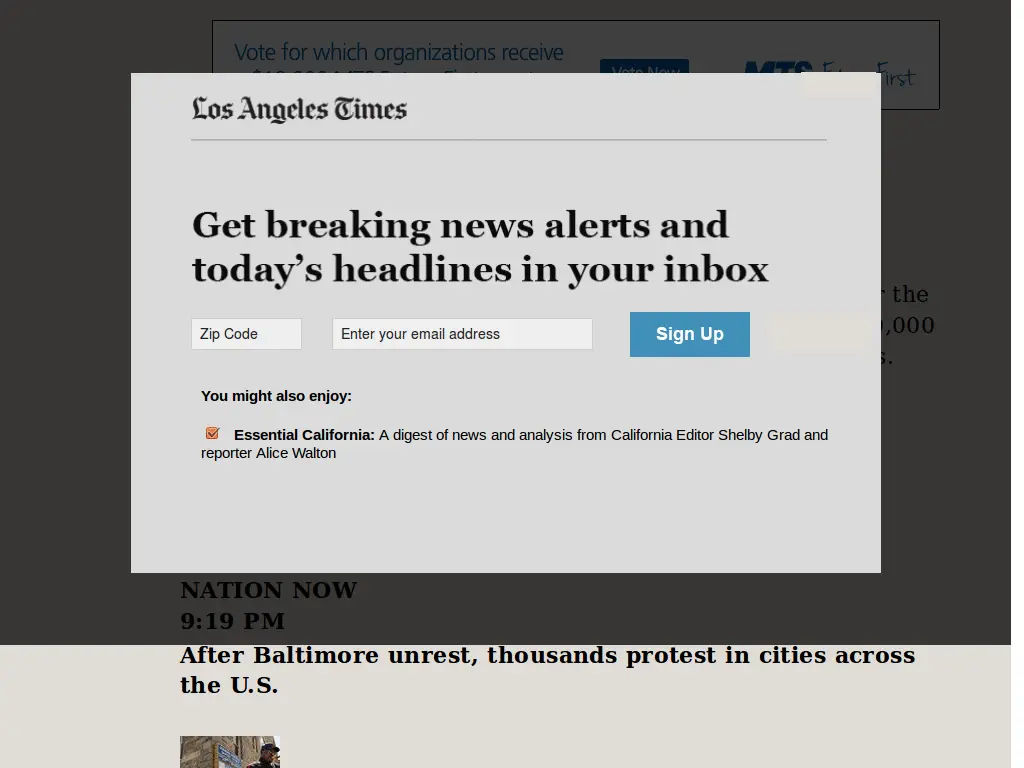 Vote for which organizations receive
Vote Now MTS Future First
Los Angeles Times
Get breaking news alerts and
today's headlines in your inbox
r the
Zip Code Enter your email address Sign Up 0,000
s.
You might also enjoy:
Essential California: A digest of news and analysis from California Editor Shelby Grad and
reporter Alice Walton
NATION NOW
9:19 PM
After Baltimore unrest, thousands protest in cities across
the U.S.